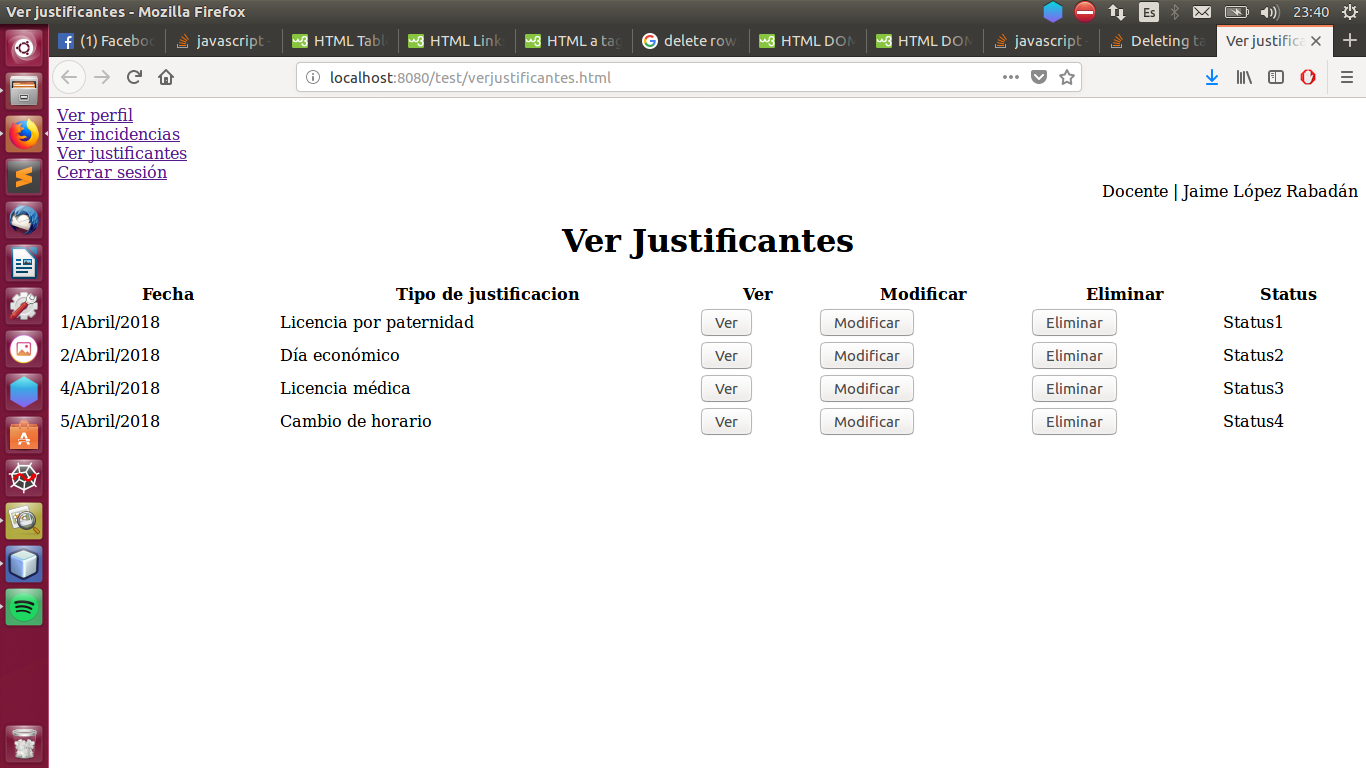 Ver justificantes - Mozilla Firefox
Es
23:40
(1) Faceboo
javascript -
HTML Tabl
HTML Link
HTML a tag
delete row
HTML DOM
HTML DOM
javascript
Deleting ta
Ver justifica
localhost:8080/test/verjustificantes.html
Ver perfil
Ver incidencias
Ver justificantes
Cerrar sesión
Docente | Jaime López Rabadán
Ver Justificantes
Fecha Tipo de justificacion Ver Modificar Eliminar Status
1/Abril/2018 Licencia por paternidad Ver Modificar Eliminar Status1
2/Abril/2018 Día económico Ver Modificar Eliminar Status2
4/Abril/2018 Licencia médica Ver Modificar Eliminar Status3
5/Abril/2018 Cambio de horario Ver Modificar Eliminar Status4